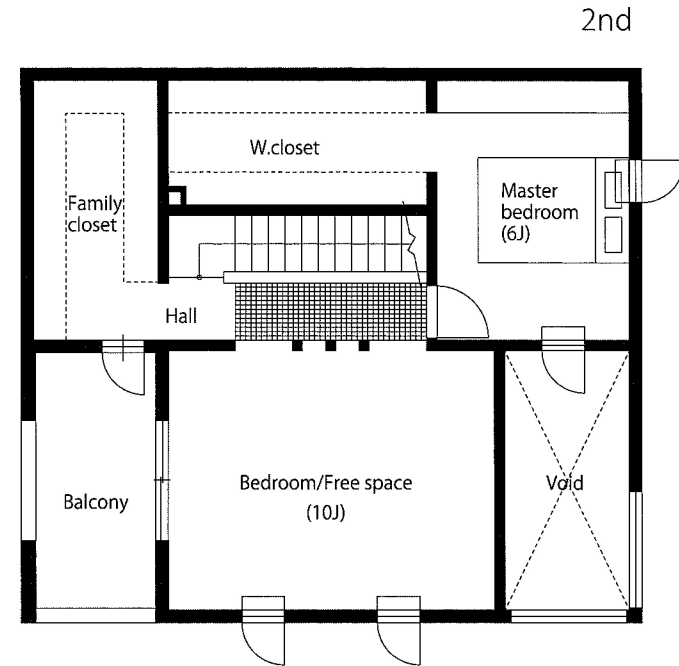 2nd
W.closet
Family
closet
Master
bedroom
(6J)
Hall
Balcony
Bedroom/Free space
(10J)
Void